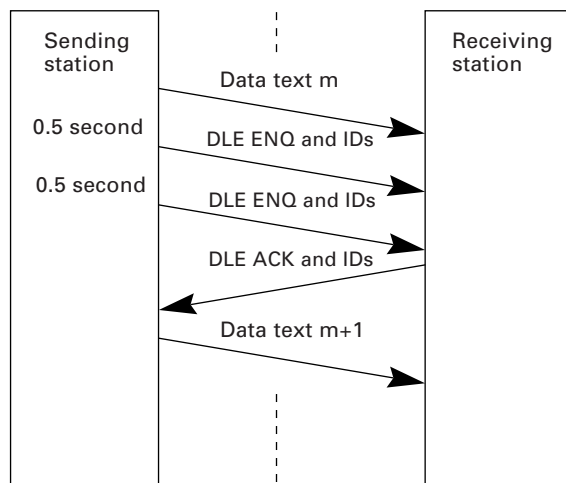 Sending
station
Receiving
station
Data text m
0.5 second
DLE ENQ and IDs
0.5 second
DLE ENQ and IDs
DLE ACK and IDs
Data text m+1